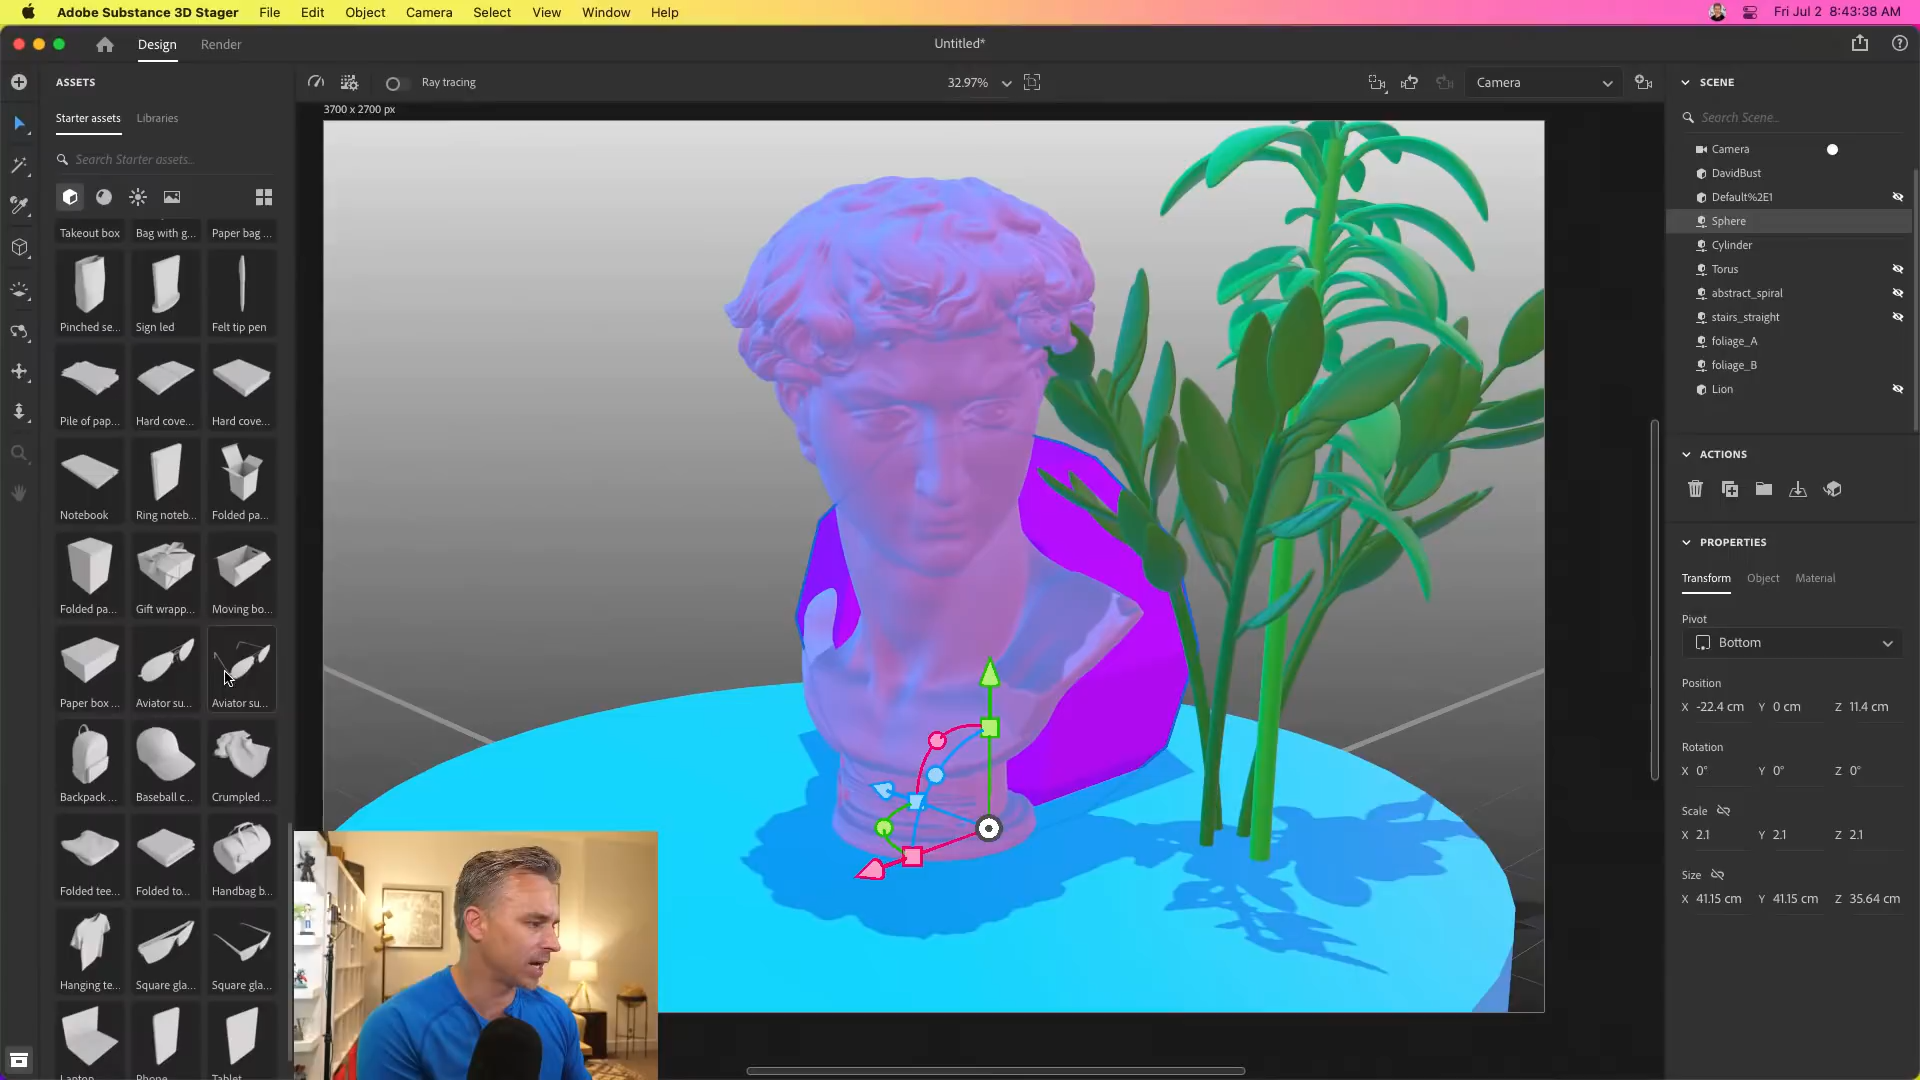 Adobe Substance 3D Stager File Edit Object Camera Select View Window Help
Fri Jul 2 8:43:38 AM
Design Render
Untitled*
ASSETS
Starter assets Libraries
Search Starter assets..
Takeout box Bag with g... Paper bag ...
Pinched se... Sign led Felt tip pen
Pile of pap... Hard cove... Hard cove...
Notebook Ring noteb... Folded pa...
Folded pa... Gift wrapp... Moving bo...
Paper box ... Aviator su... Aviator su...
Backpack ... Baseball c... Crumpled ...
Folded tee... Folded to... Handbag b...
Hanging te... Square gla... Square gla...
Laptop Phone Tablet
Ray tracing
32.97%
Camera
3700 x 2700 px
SCENE
Search Scene...
Camera
DavidBust
Default%2E1
Sphere
Cylinder
Torus
abstract_spiral
stairs_straight
foliage_A
foliage_B
Lion
ACTIONS
PROPERTIES
Transform Object Material
Pivot
Bottom
Position
X -22.4 cm Y 0 cm Z 11.4 cm
Rotation
X 0° Y 0° Z 0°
Scale
X 2.1 Y 2.1 Z 2.1
Size
X 41.15 cm Y 41.15 cm Z 35.64 cm